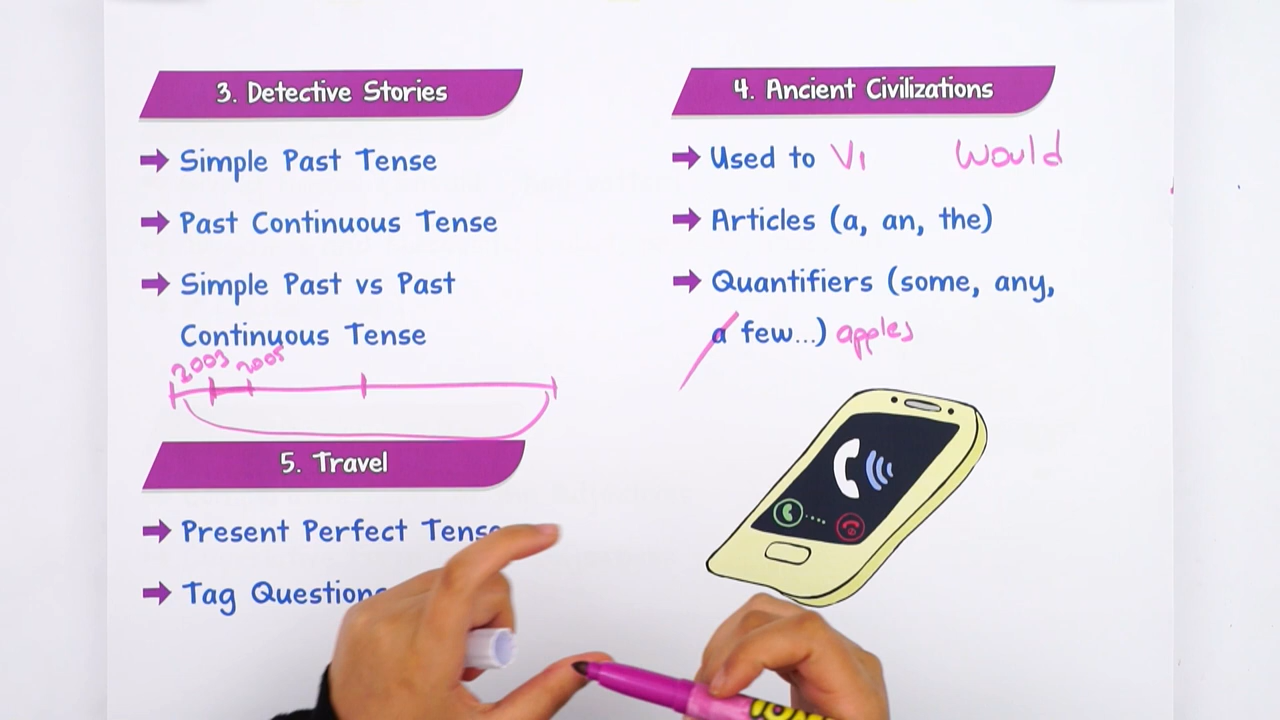 3. Detective Stories
Simple Past Tense
Past Continuous Tense
Simple Past vs Past
Continuous Tense
2003 2005
5. Travel
Present Perfect Tense
Tag Questions
4. Ancient Civilizations
Used to V1 would
Articles (a, an, the)
Quantifiers (some, any,
a few...) apples